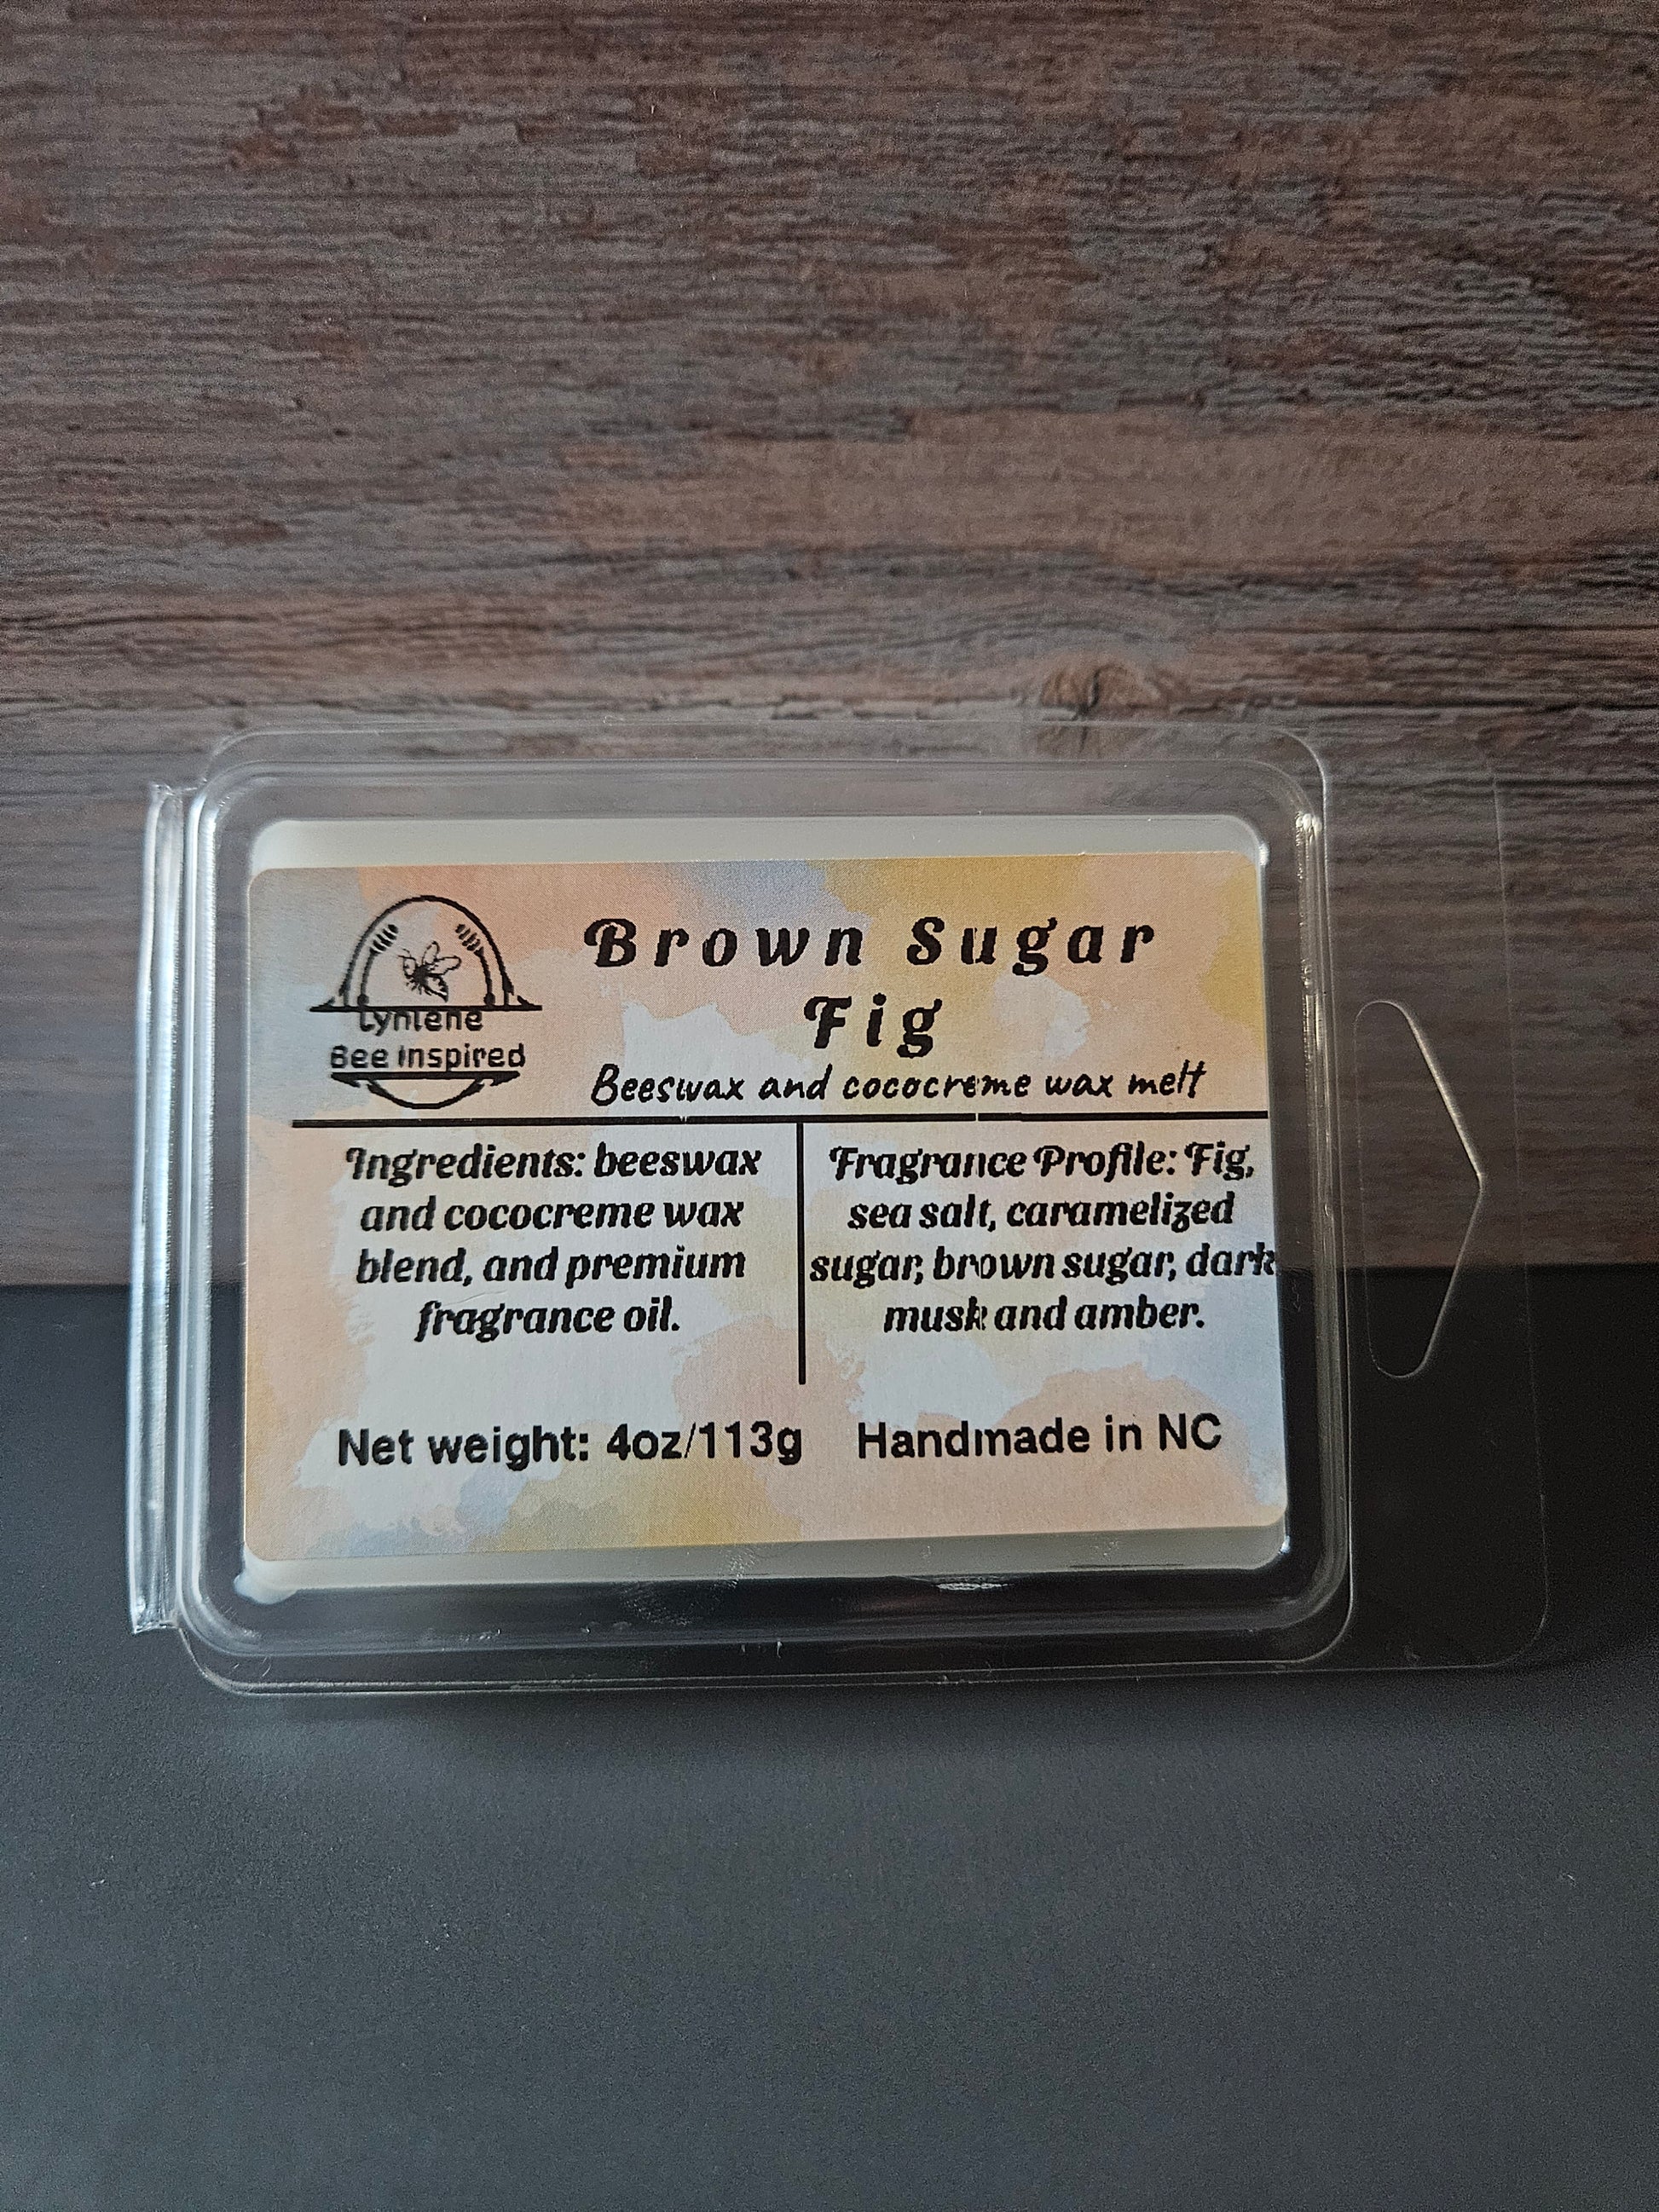 Lynlene
Bee Inspired
Brown Sugar
Fig
Beeswax and cococreme wax melt
Ingredients: beeswax
and cococreme wax
blend, and premium
fragrance oil.
Fragrance Profile: Fig,
sea salt, caramelized
sugar, brown sugar, dark
musk and amber.
Net weight: 4oz/113g
Handmade in NC